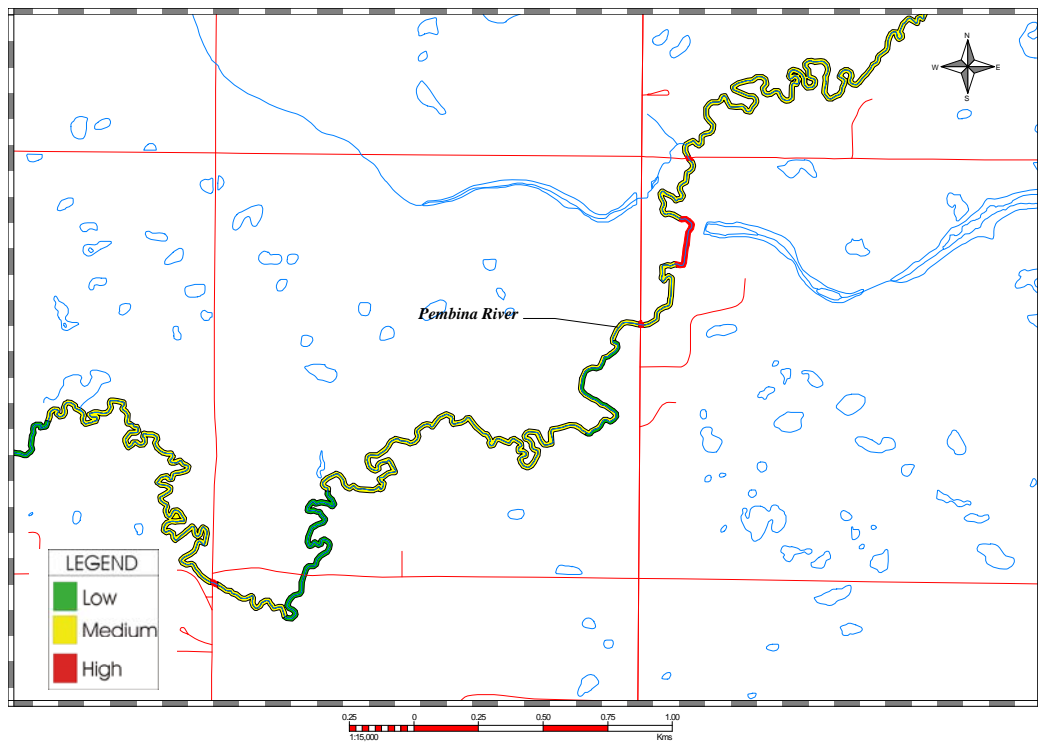 N
W E
S
Pembina River
LEGEND
Low
Medium
High
0.25 0 0.25 0.50 0.75 1.00
1:15,000 Kms